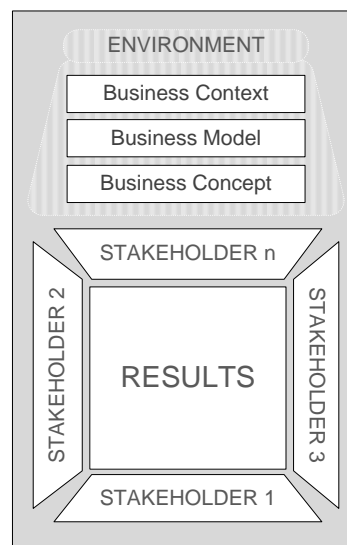 ENVIRONMENT
Business Context
Business Model
Business Concept
STAKEHOLDER n
STAKEHOLDER 2
RESULTS
STAKEHOLDER 3
STAKEHOLDER 1